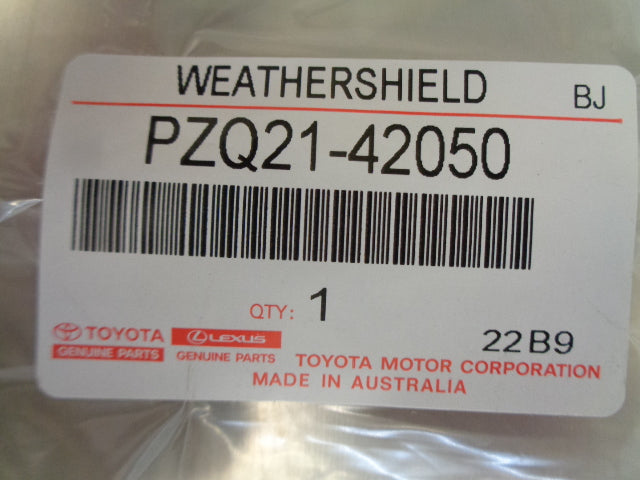 WEATHERSHIELD BJ
PZQ21-42050
QTY: 1
22B9
TOYOTA LEXUS
GENUINE PARTS GENUINE PARTS
TOYOTA MOTOR CORPORATION
MADE IN AUSTRALIA